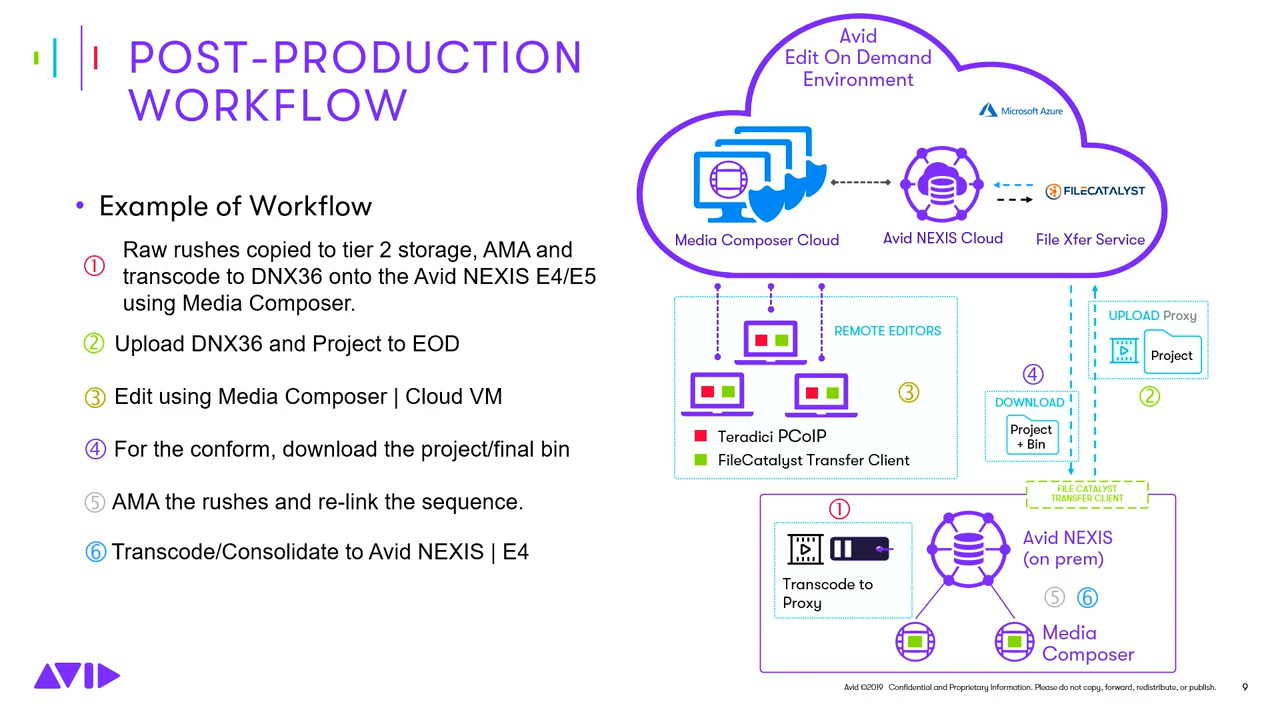 POST-PRODUCTION
WORKFLOW
• Example of Workflow
① Raw rushes copied to tier 2 storage, AMA and
transcode to DNX36 onto the Avid NEXIS E4/E5
using Media Composer.
② Upload DNX36 and Project to EOD
③ Edit using Media Composer | Cloud VM
④ For the conform, download the project/final bin
⑤ AMA the rushes and re-link the sequence.
⑥ Transcode/Consolidate to Avid NEXIS | E4
AVID
Avid
Edit On Demand
Environment
Microsoft Azure
FILECATALYST
Media Composer Cloud
Avid NEXIS Cloud
File Xfer Service
REMOTE EDITORS
③
Teradici PCoIP
FileCatalyst Transfer Client
UPLOAD Proxy
Project
②
④
DOWNLOAD
Project
+ Bin
FILE CATALYST
TRANSFER CLIENT
①
Transcode to
Proxy
Avid NEXIS
(on prem)
⑤ ⑥
Media
Composer
Avid ©2019 Confidential and Proprietary Information. Please do not copy, forward, redistribute, or publish.
9